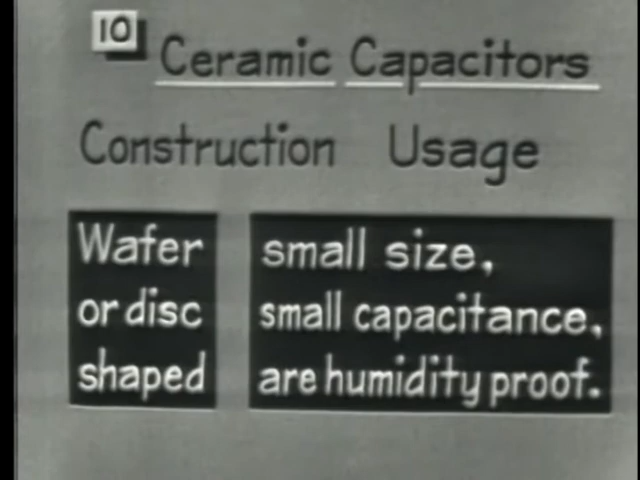 10
Ceramic Capacitors
Construction Usage
Wafer
or disc
shaped
small size,
small capacitance,
are humidity proof.